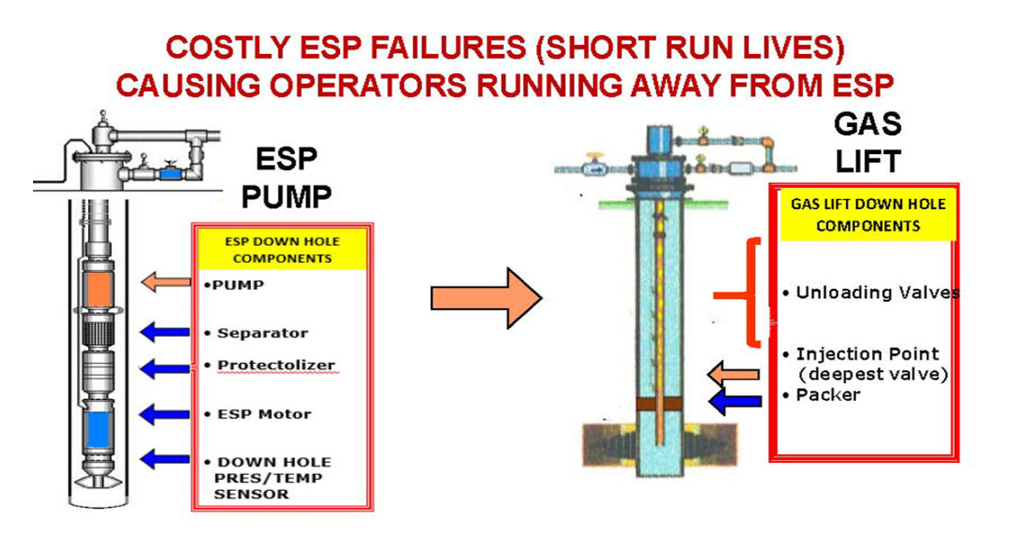 COSTLY ESP FAILURES (SHORT RUN LIVES)
CAUSING OPERATORS RUNNING AWAY FROM ESP
ESP
PUMP
ESP DOWN HOLE
COMPONENTS
•PUMP
• Separator
• Protectolizer
• ESP Motor
• DOWN HOLE
PRES/TEMP
SENSOR
GAS
LIFT
GAS LIFT DOWN HOLE
COMPONENTS
• Unloading Valves
• Injection Point
(deepest valve)
• Packer